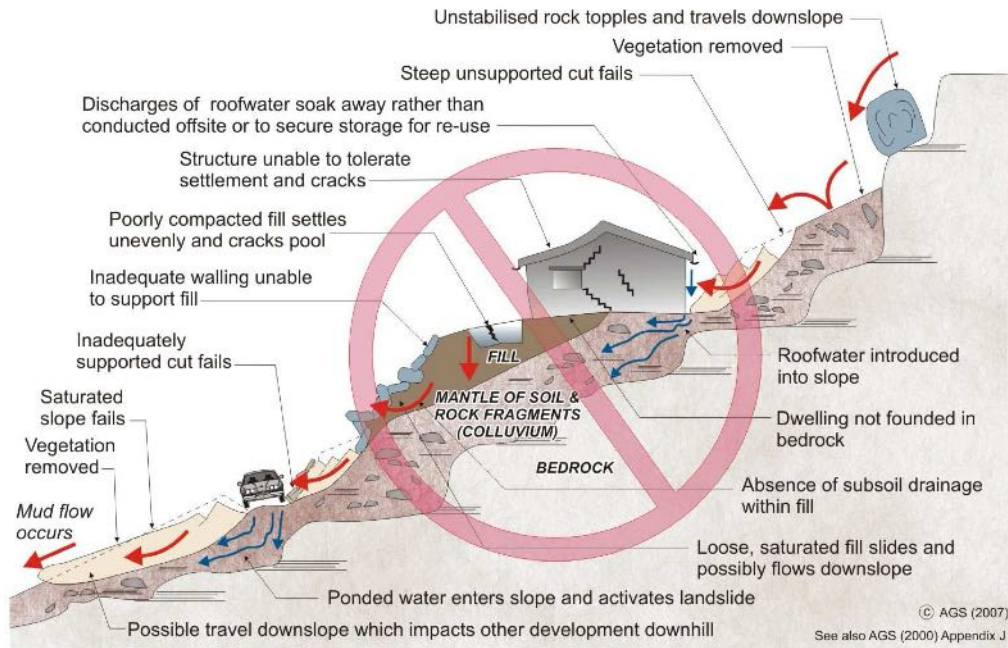 Unstabilised rock topples and travels downslope
Vegetation removed
Steep unsupported cut fails
Discharges of roofwater soak away rather than
conducted offsite or to secure storage for re-use
Structure unable to tolerate
settlement and cracks
Poorly compacted fill settles
unevenly and cracks pool
Inadequate walling unable
to support fill
Inadequately
supported cut fails
Saturated
slope fails
Vegetation
removed
Mud flow
occurs
FILL
MANTLE OF SOIL &
ROCK FRAGMENTS
(COLLUVIUM)
BEDROCK
Roofwater introduced
into slope
Dwelling not founded in
bedrock
Absence of subsoil drainage
within fill
Loose, saturated fill slides and
possibly flows downslope
Ponded water enters slope and activates landslide
Possible travel downslope which impacts other development downhill
© AGS (2007)
See also AGS (2000) Appendix J